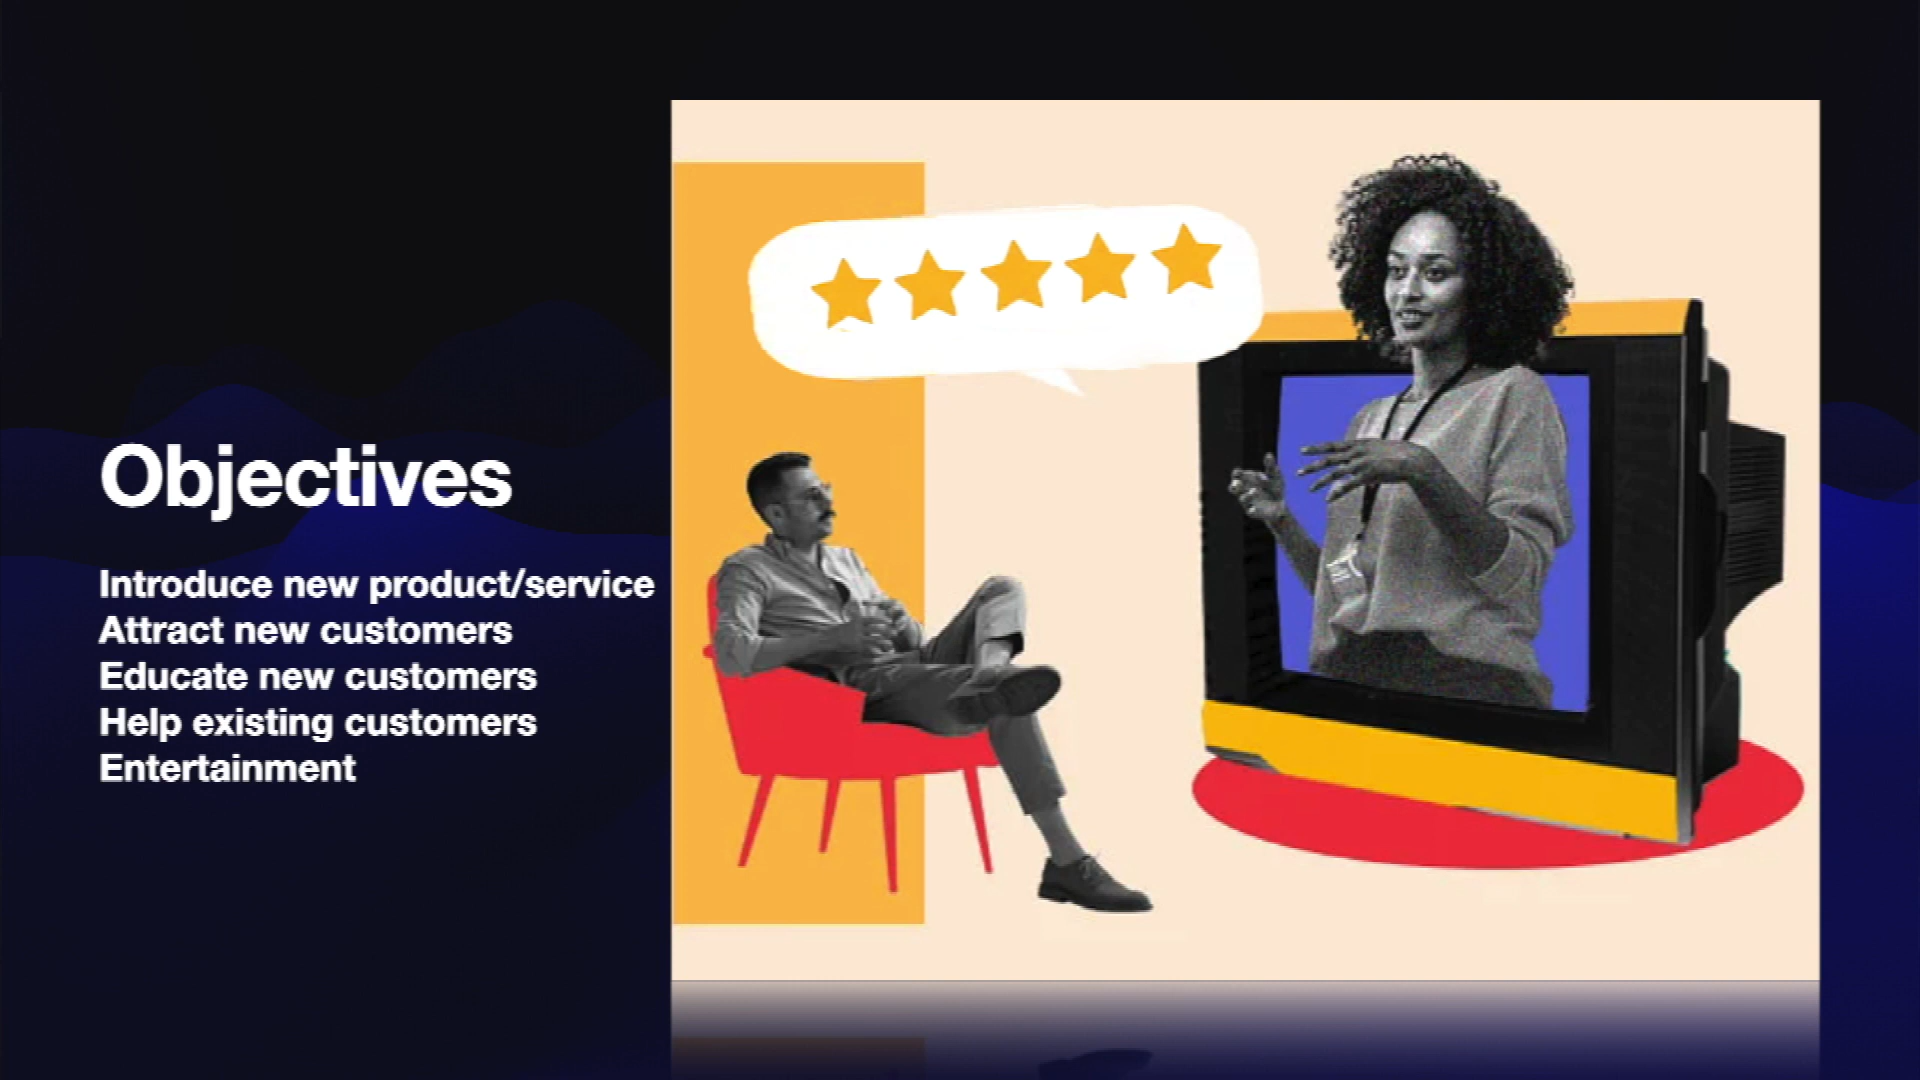 Objectives
Introduce new product/service
Attract new customers
Educate new customers
Help existing customers
Entertainment